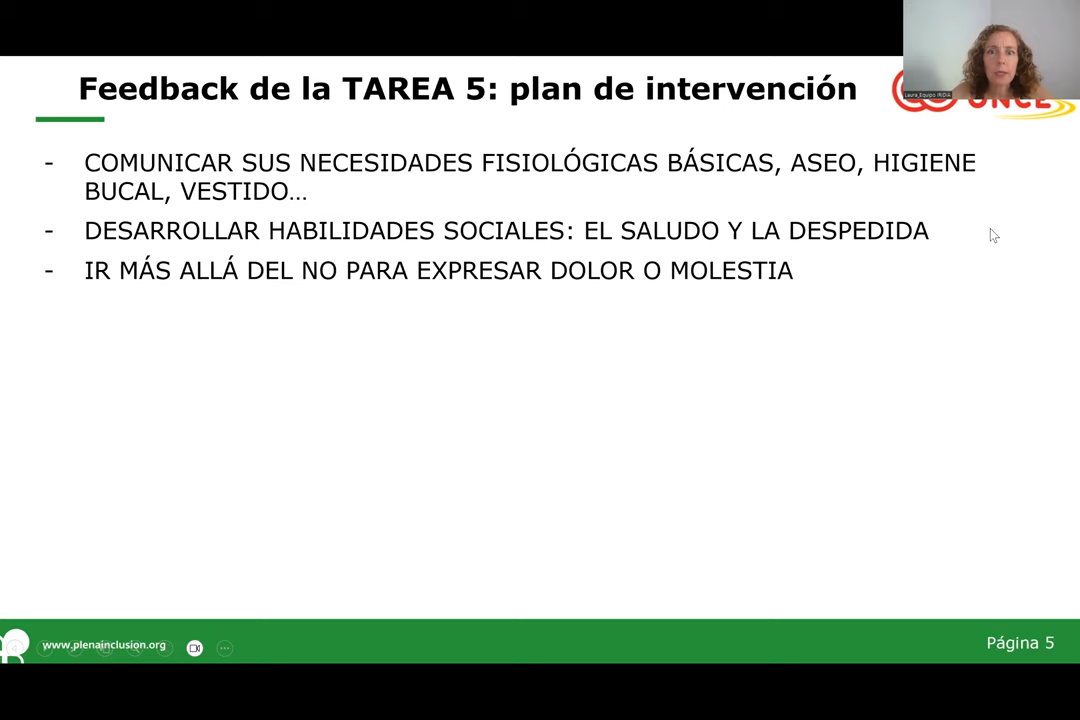 Feedback de la TAREA 5: plan de intervención
Laura_Equipo IRIDIA
ONCE
- COMUNICAR SUS NECESIDADES FISIOLÓGICAS BÁSICAS, ASEO, HIGIENE
BUCAL, VESTIDO…
- DESARROLLAR HABILIDADES SOCIALES: EL SALUDO Y LA DESPEDIDA
- IR MÁS ALLÁ DEL NO PARA EXPRESAR DOLOR O MOLESTIA
www.plenainclusion.org
Página 5